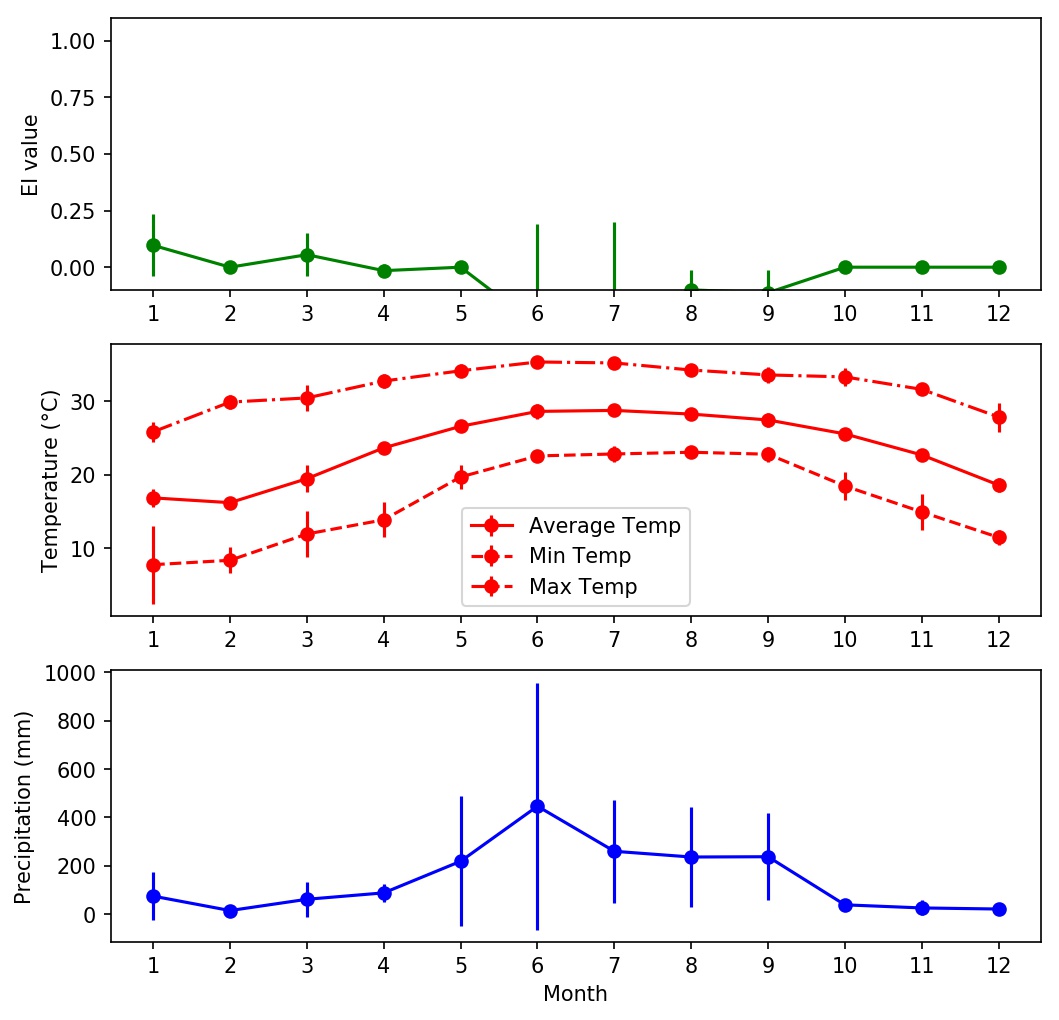 EI value
1.00
0.75
0.50
0.25
0.00
1 2 3 4 5 6 7 8 9 10 11 12
Temperature (°C)
30
20
10
Average Temp
Min Temp
Max Temp
1 2 3 4 5 6 7 8 9 10 11 12
Precipitation (mm)
1000
800
600
400
200
0
1 2 3 4 5 6 7 8 9 10 11 12
Month